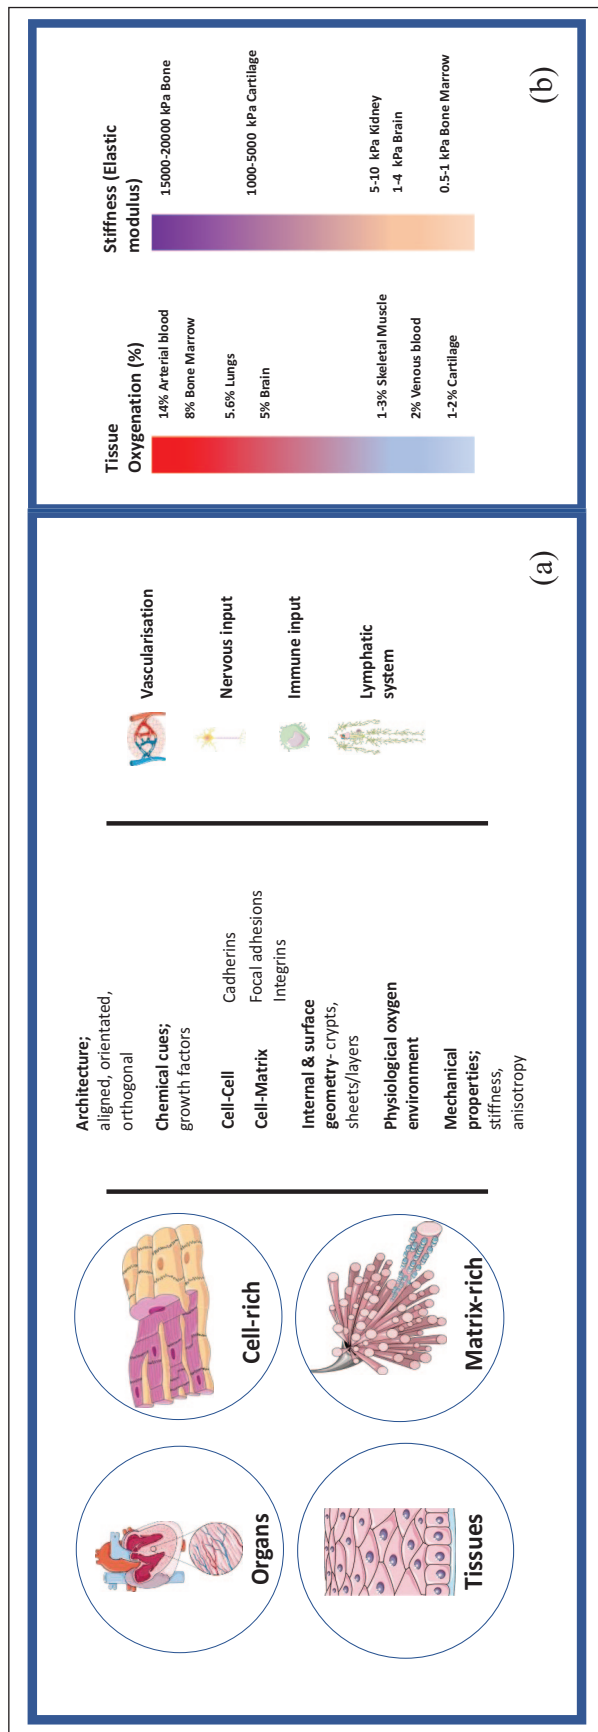 Organs
Cell-rich
Tissues
Matrix-rich
Architecture;
aligned, orientated,
orthogonal
Chemical cues;
growth factors
Cell-Cell Cadherins
Cell-Matrix Focal adhesions
Integrins
Internal & surface
geometry- crypts,
sheets/layers
Physiological oxygen
environment
Mechanical
properties;
stiffness,
anisotropy
Vascularisation
Nervous input
Immune input
Lymphatic
system
(a)
Tissue
Oxygenation (%)
14% Arterial blood
8% Bone Marrow
5.6% Lungs
5% Brain
1-3% Skeletal Muscle
2% Venous blood
1-2% Cartilage
Stiffness (Elastic
modulus)
15000-20000 kPa Bone
1000-5000 kPa Cartilage
5-10 kPa Kidney
1-4 kPa Brain
0.5-1 kPa Bone Marrow
(b)